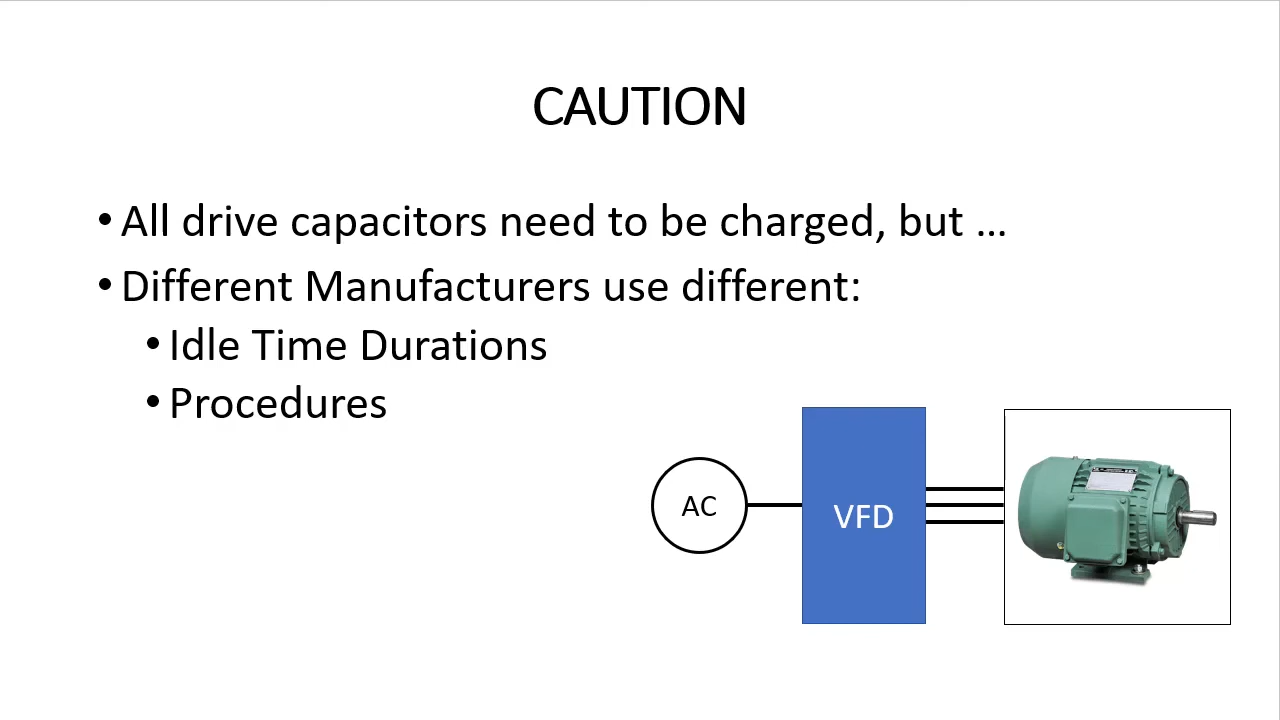 CAUTION
• All drive capacitors need to be charged, but ...
• Different Manufacturers use different:
• Idle Time Durations
• Procedures
AC
VFD